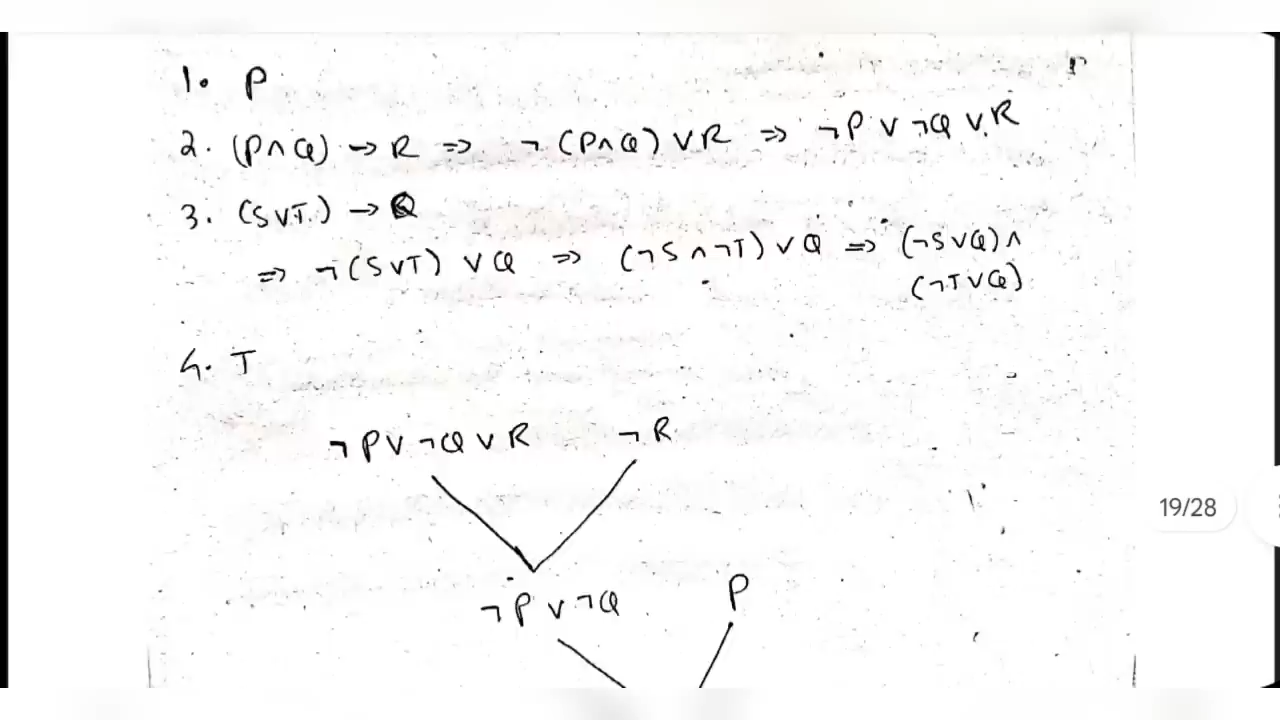 1. P
2. (P∧Q) → R ⇒ ¬(P∧Q) ∨ R ⇒ ¬P ∨ ¬Q ∨ R
3. (S∨T) → Q
⇒ ¬(S∨T) ∨ Q ⇒ (¬S∧¬T) ∨ Q ⇒ (¬S∨Q) ∧
(¬T∨Q)
4. T
¬P∨¬Q∨R ¬R
19/28
¬P ∨ ¬Q P